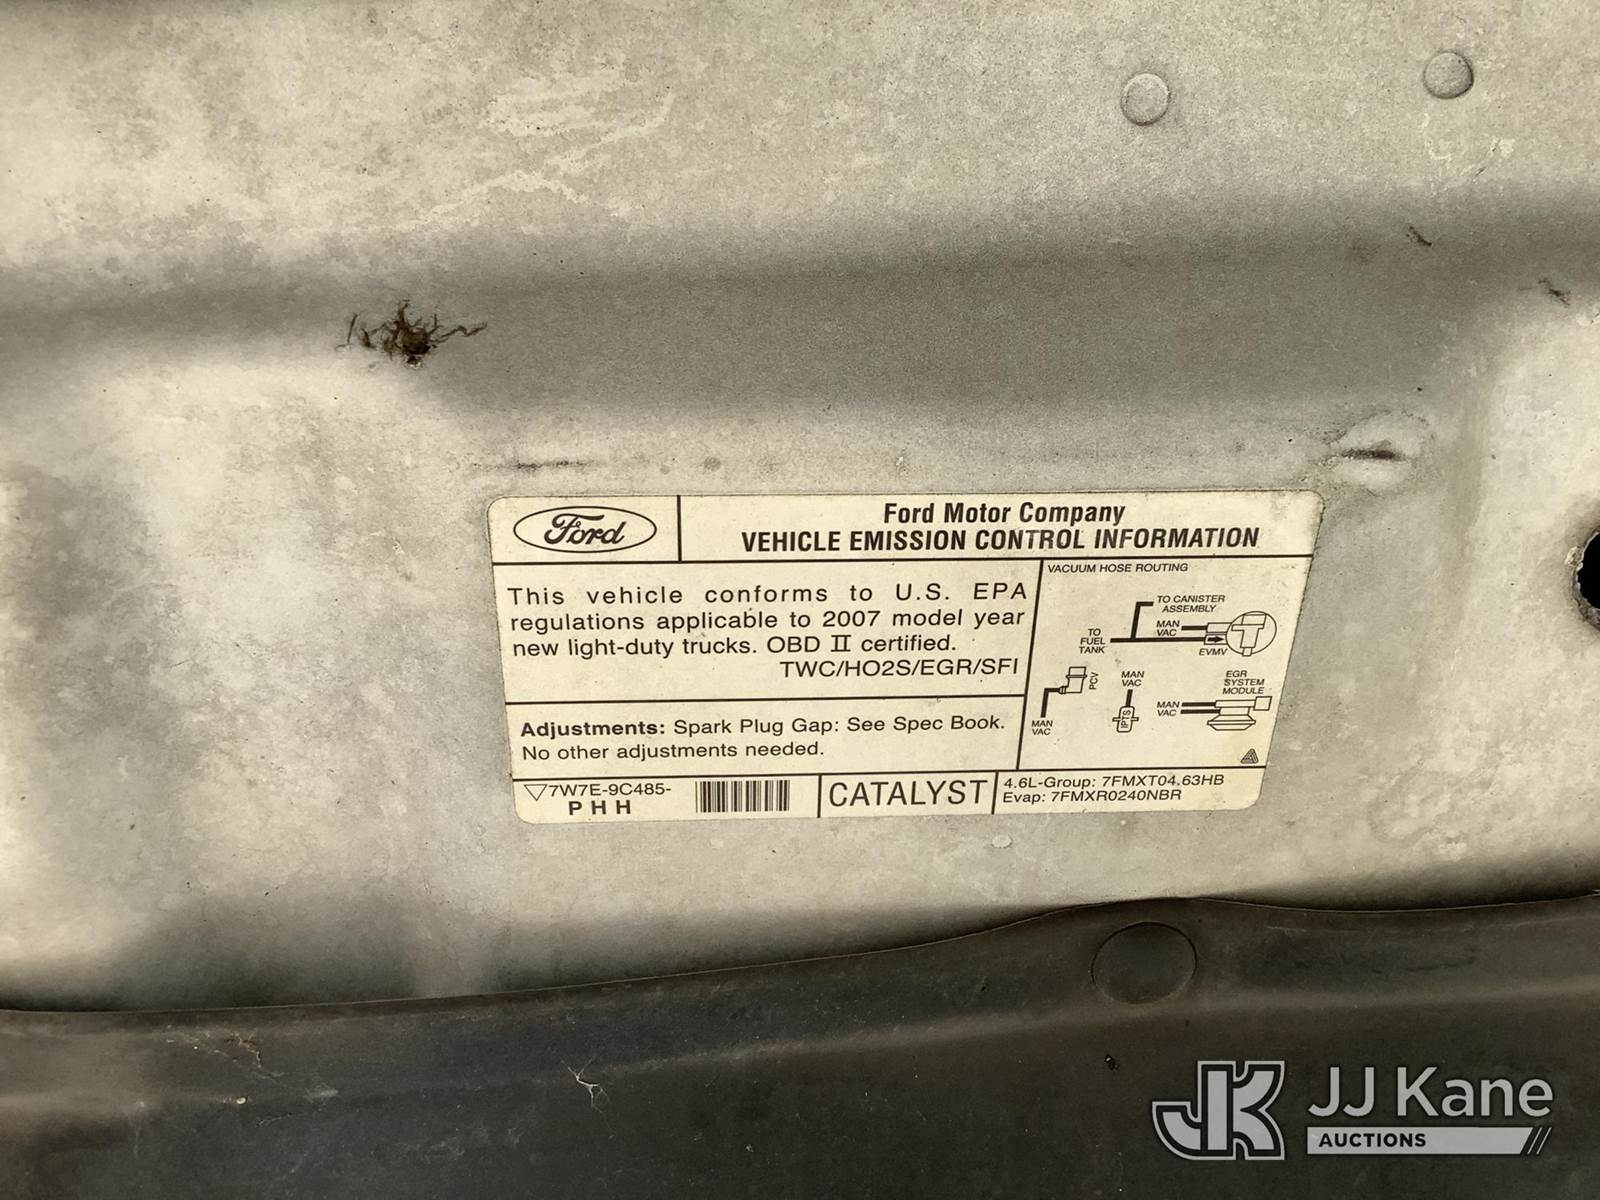 Ford
Ford Motor Company
VEHICLE EMISSION CONTROL INFORMATION
This vehicle conforms to U.S. EPA
regulations applicable to 2007 model year
new light-duty trucks. OBD II certified.
TWC/HO2S/EGR/SFI
Adjustments: Spark Plug Gap: See Spec Book.
No other adjustments needed.
VACUUM HOSE ROUTING
TO CANISTER
ASSEMBLY
MAN
VAC
TO
FUEL
TANK
EVMV
PCV
MAN
VAC
MAN
VAC
IPTS
EGR
SYSTEM
MODULE
MAN
VAC
7W7E-9C485-
PHH
CATALYST
4.6L-Group: 7FMXT04.63HB
Evap: 7FMXR0240NBR
JK
JJ Kane
AUCTIONS